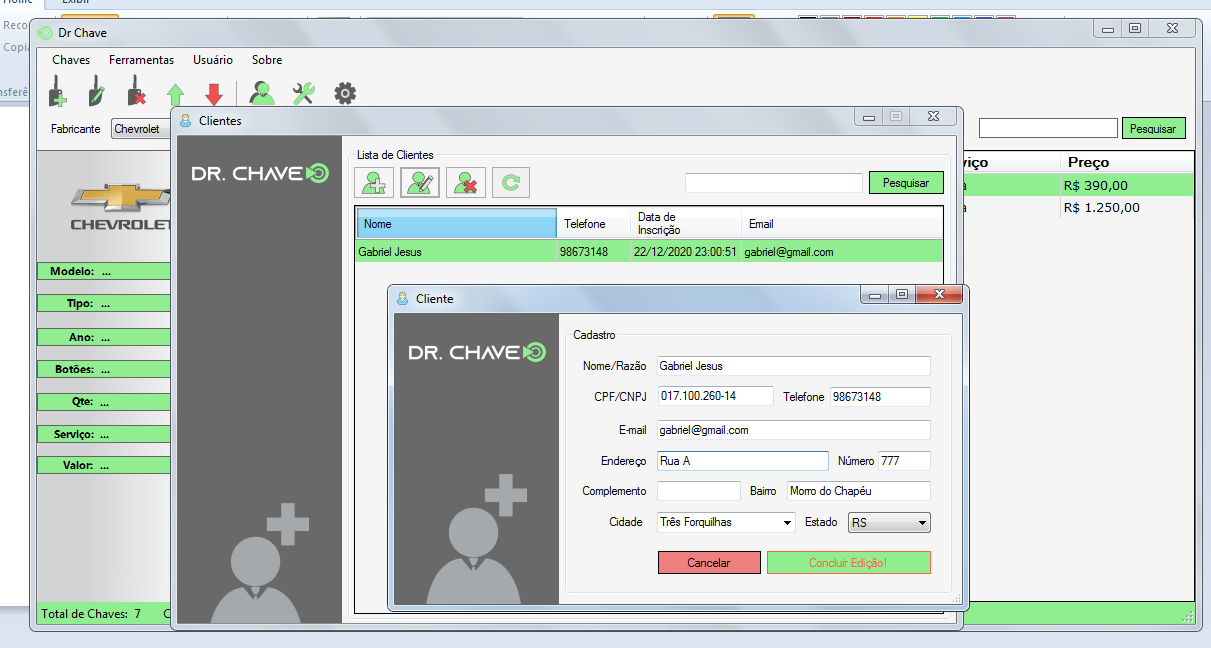 Exibir
Dr Chave
Chaves Ferramentas Usuário Sobre
Fabricante Chevrolet
Pesquisar
CHEVROLET
Modelo: ...
Tipo: ...
Ano: ...
Botões: ...
Qte: ...
Serviço: ...
Valor: ...
Total de Chaves: 7
Preço
R$ 390,00
R$ 1.250,00
Clientes
DR. CHAVE
Lista de Clientes
Pesquisar
Nome Telefone Data de Inscrição Email
Gabriel Jesus 98673148 22/12/2020 23:00:51 gabriel@gmail.com
Cliente
DR. CHAVE
Cadastro
Nome/Razão Gabriel Jesus
CPF/CNPJ 017.100.260-14 Telefone 98673148
E-mail gabriel@gmail.com
Endereço Rua A Número 777
Complemento Bairro Morro do Chapéu
Cidade Três Forquilhas Estado RS
Cancelar Concluir Edição!